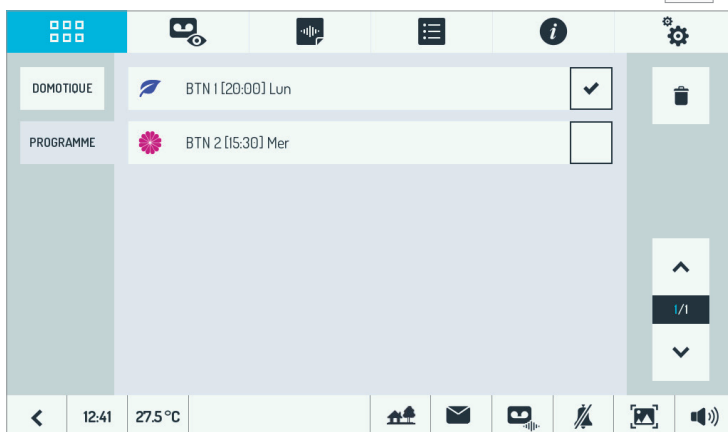 DOMOTIQUE
BTN 1 [20:00] Lun
PROGRAMME
BTN 2 [15:30] Mer
1/1
12:41
27.5 °C